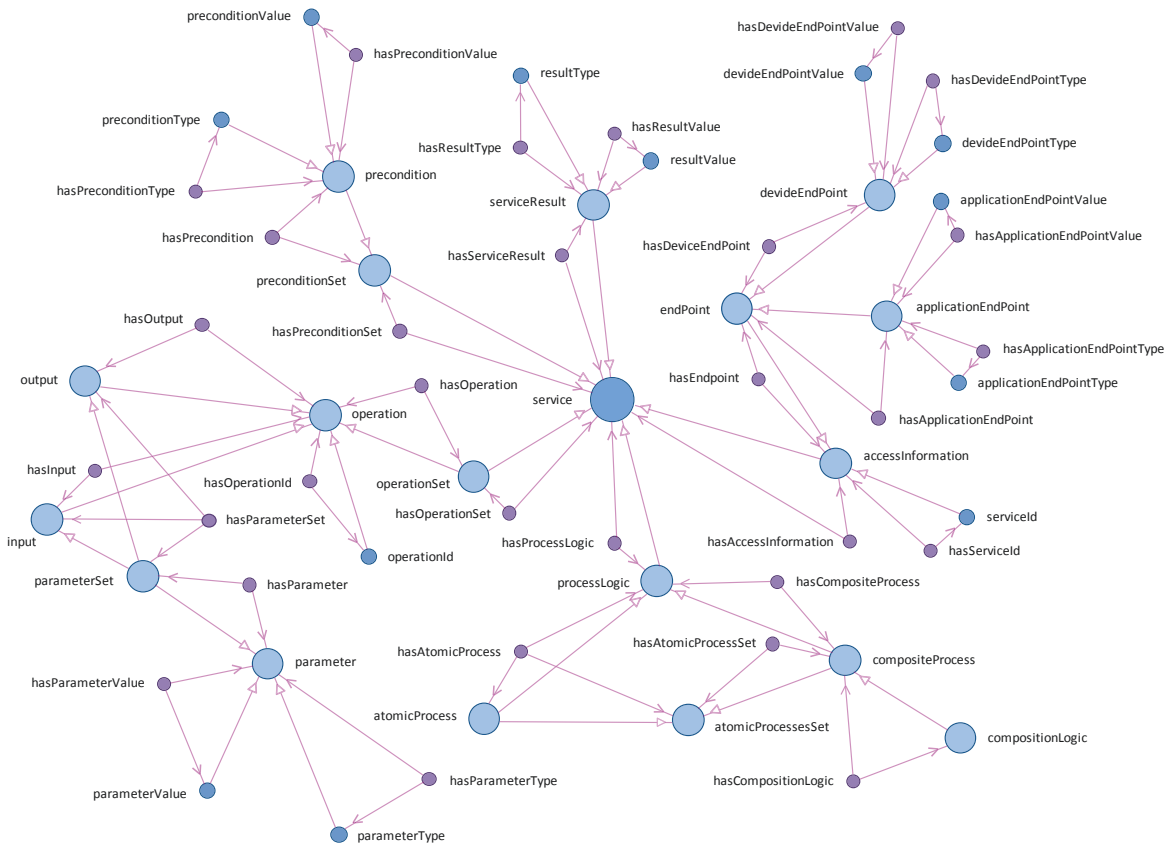 preconditionValue
hasPreconditionValue
hasDevideEndPointValue
resultType
devideEndPointValue
hasDevideEndPointType
preconditionType
hasResultValue
hasResultType
resultValue
devideEndPointType
hasPreconditionType
precondition
devideEndPoint
serviceResult
applicationEndPointValue
hasPrecondition
hasApplicationEndPointValue
hasDeviceEndPoint
hasServiceResult
preconditionSet
endPoint
applicationEndPoint
hasOutput
hasPreconditionSet
hasApplicationEndPointType
output
hasOperation
hasEndpoint
applicationEndPointType
service
operation
hasApplicationEndPoint
accessInformation
hasInput
hasOperationId
operationSet
hasOperationSet
hasParameterSet
serviceId
input
hasProcessLogic
hasAccessInformation
hasServiceId
operationId
parameterSet
hasParameter
processLogic
hasCompositeProcess
hasAtomicProcess
hasAtomicProcessSet
parameter
compositeProcess
hasParameterValue
atomicProcess
atomicProcessesSet
compositionLogic
hasParameterType
hasCompositionLogic
parameterValue
parameterType